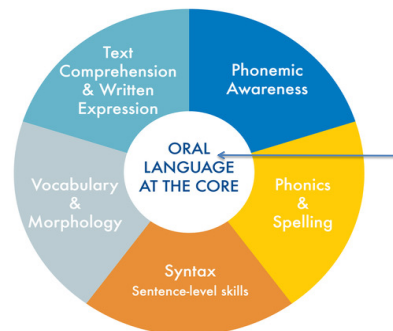 Text
Comprehension
& Written
Expression
Phonemic
Awareness
ORAL
LANGUAGE
AT THE CORE
Vocabulary
&
Morphology
Phonics
&
Spelling
Syntax
Sentence-level skills